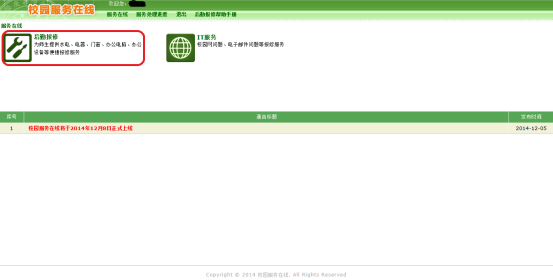 校园服务在线
欢迎您:
服务在线 服务处理进度 退出 后勤报修帮助手册
服务在线
后勤报修
为师生提供水电、电器、门窗、办公电脑、办公
设备等便捷报修服务
IT服务
校园网问题、电子邮件问题等报修服务
序号 通告标题 发布时间
1 校园服务在线将于2014年12月8日正式上线 2014-12-05
Copyright @ 2014 校园服务在线. All Rights Reserved